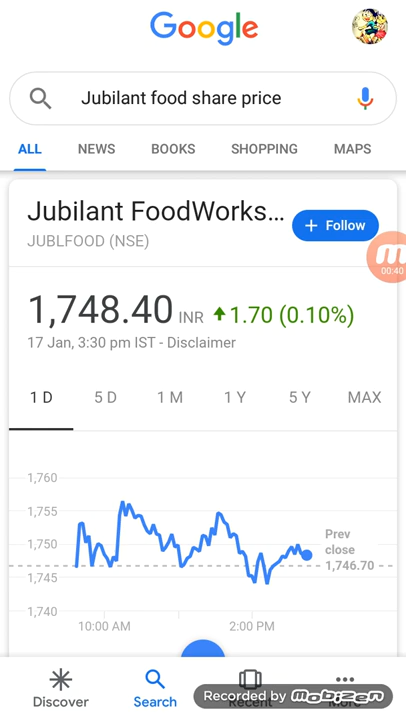 Google
Jubilant food share price
ALL NEWS BOOKS SHOPPING MAPS
Jubilant FoodWorks...
+ Follow
JUBLFOOD (NSE)
00:40
1,748.40 INR 1.70 (0.10%)
17 Jan, 3:30 pm IST - Disclaimer
1 D 5 D 1 M 1 Y 5 Y MAX
1,760
1,755
1,750
1,745
1,740
Prev
close
1,746.70
10:00 AM 2:00 PM
Discover Search Recent More
Recorded by mobizen